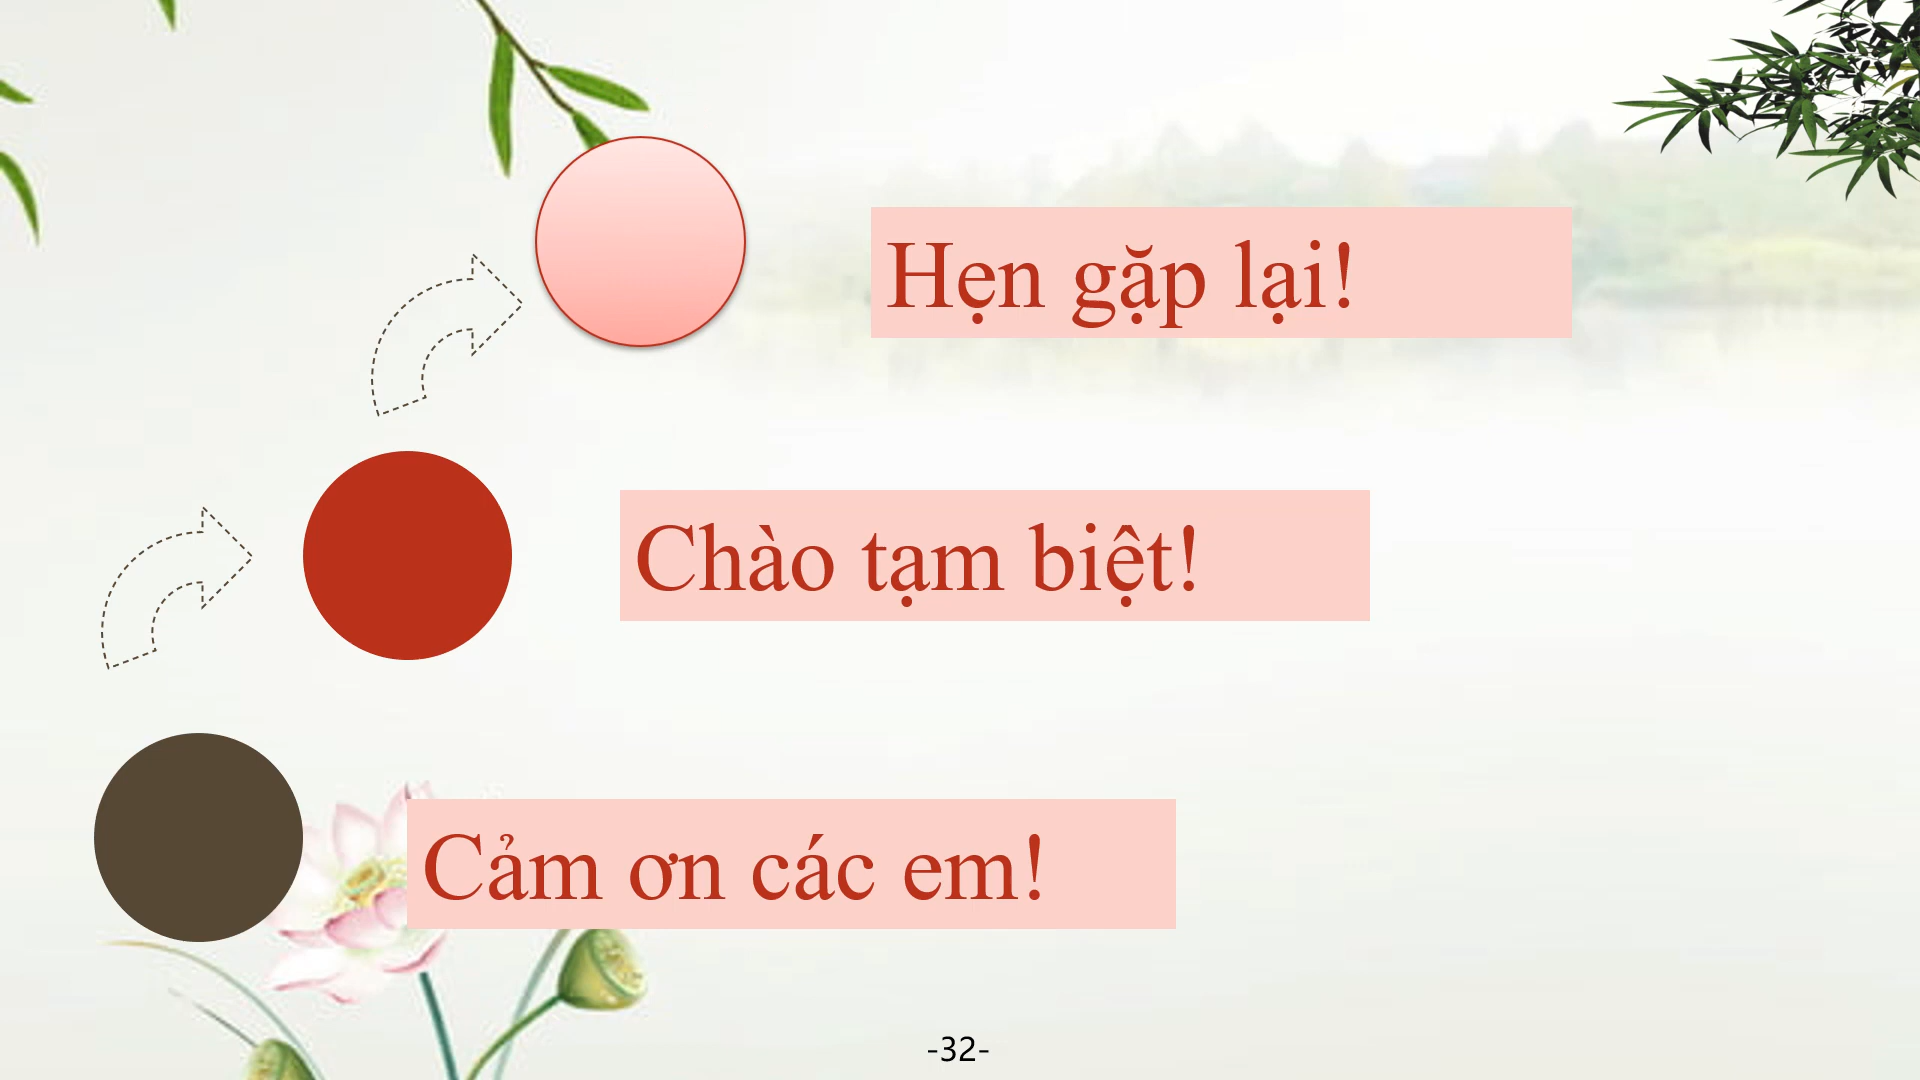 Hẹn gặp lại!
Chào tạm biệt!
Cảm ơn các em!
-32-